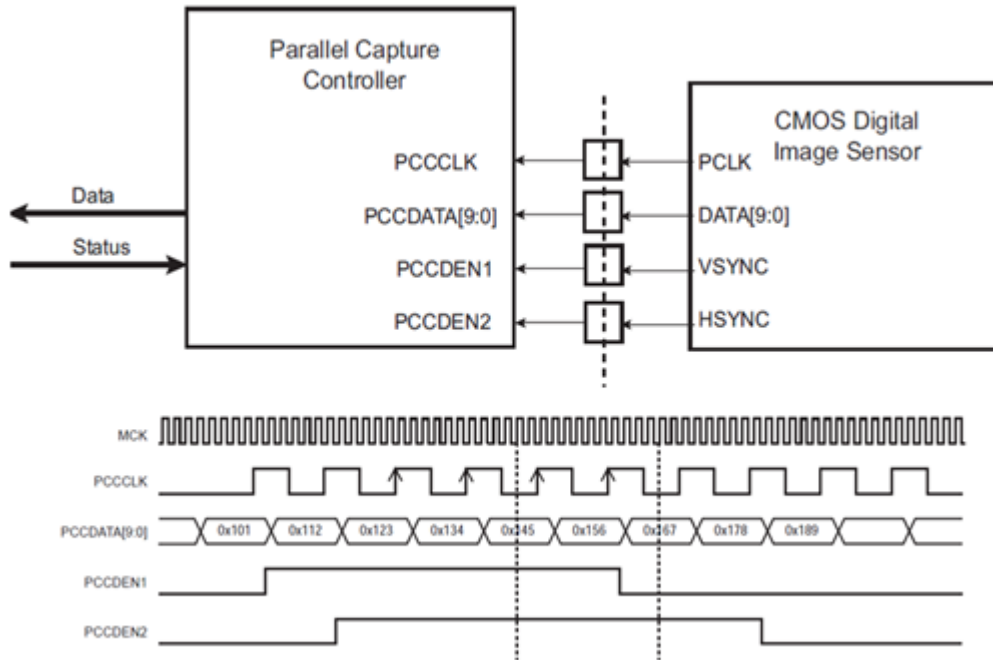 Parallel Capture
Controller
CMOS Digital
Image Sensor
PCCCLK
PCLK
Data
PCCDATA[9:0]
DATA[9:0]
Status
PCCDEN1
VSYNC
PCCDEN2
HSYNC
MCK
PCCCLK
PCCDATA[9:0]
0x101
0x112
0x123
0x134
0x145
0x156
0x167
0x178
0x189
PCCDEN1
PCCDEN2